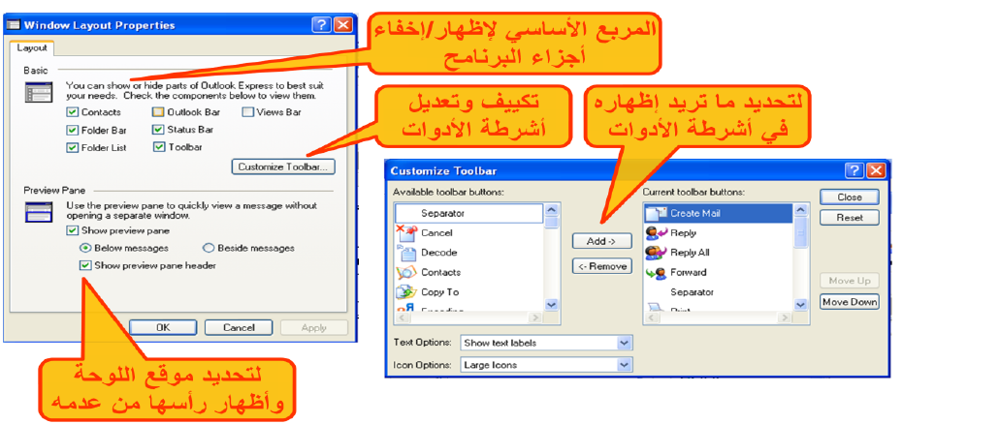 Window Layout Properties
المربع الأساسي لإظهار/إخفاء
أجزاء البرنامج
Layout
Basic
You can show or hide parts of Outlook Express to best suit
your needs. Check the components below to view them.
Contacts
Outlook Bar
Views Bar
Folder Bar
Status Bar
Folder List
Toolbar
Customize Toolbar...
تكييف وتعديل
أشرطة الأدوات
لتحديد ما تريد إظهاره
في أشرطة الأدوات
Preview Pane
Use the preview pane to quickly view a message without
opening a separate window.
Show preview pane
Below messages
Beside messages
Show preview pane header
OK
Cancel
Apply
لتحديد موقع اللوحة
وأظهار رأسها من عدمه
Customize Toolbar
Available toolbar buttons:
Separator
Cancel
Decode
Contacts
Copy To
Encoding
Add ->
<- Remove
Current toolbar buttons:
Create Mail
Reply
Reply All
Forward
Separator
Print
Close
Reset
Move Up
Move Down
Text Options: Show text labels
Icon Options: Large Icons